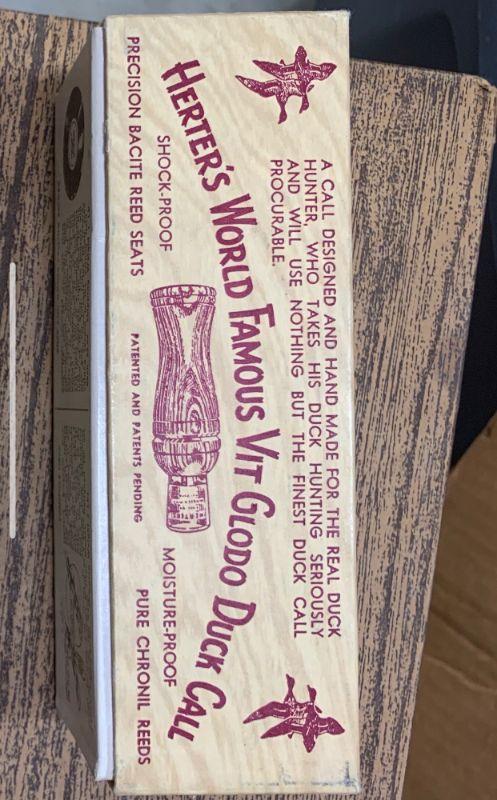 A CALL DESIGNED AND HAND MADE FOR THE REAL DUCK
HUNTER, WHO TAKES HIS DUCK HUNTING SERIOUSLY
AND WILL USE NOTHING BUT THE FINEST DUCK CALL
PROCURABLE.
HERTER'S WORLD FAMOUS VIT GLODO DUCK CALL
SHOCK-PROOF
MOISTURE-PROOF
PRECISION BACITE REED SEATS
PATENTED AND PATENTS PENDING
PURE CHRONIL REEDS